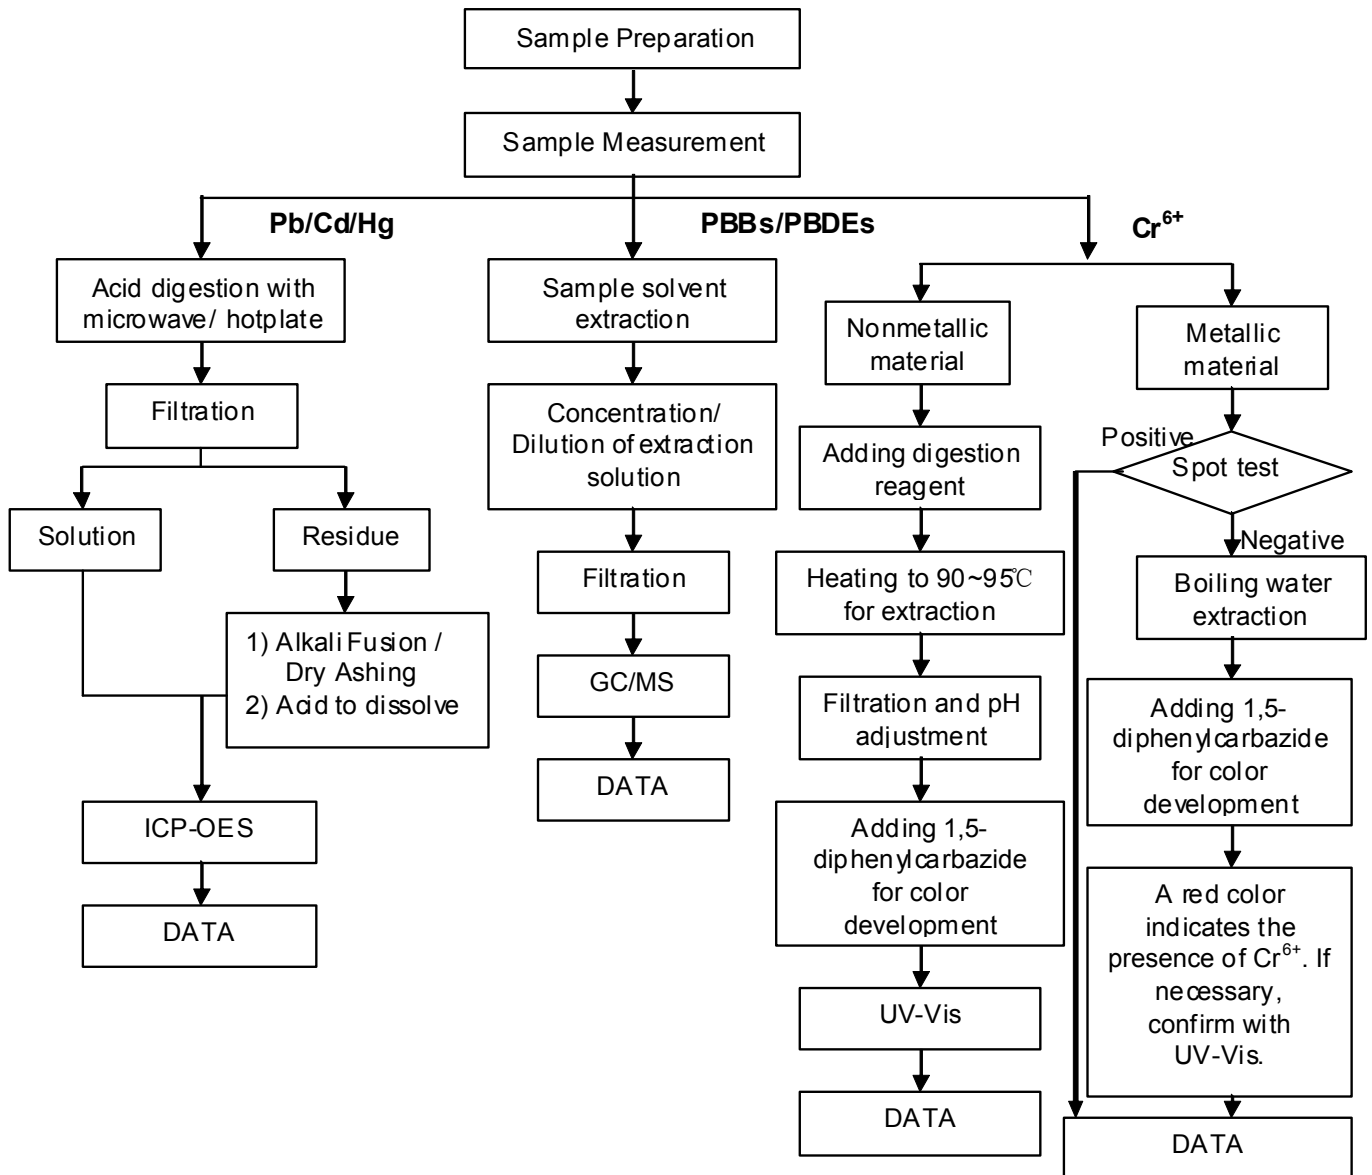 Sample Preparation
Sample Measurement
Pb/Cd/Hg
PBBs/PBDEs
Cr⁶⁺
Acid digestion with
microwave/ hotplate
Filtration
Solution
Residue
1) Alkali Fusion /
Dry Ashing
2) Acid to dissolve
ICP-OES
DATA
Sample solvent
extraction
Concentration/
Dilution of extraction
solution
Filtration
GC/MS
DATA
Nonmetallic
material
Adding digestion
reagent
Heating to 90~95℃
for extraction
Filtration and pH
adjustment
Adding 1,5-
diphenylcarbazide
for color
development
UV-Vis
DATA
Metallic
material
Positive
Spot test
Negative
Boiling water
extraction
Adding 1,5-
diphenylcarbazide
for color
development
A red color
indicates the
presence of Cr⁶⁺. If
necessary,
confirm with
UV-Vis.
DATA